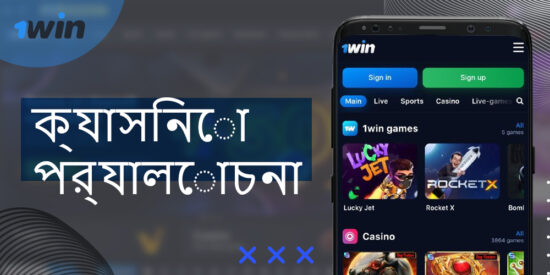 1win
ক্যাসিনো
পর্যালোচনা
1win
Sign in
Sign up
Main Live Sports Casino Live-games
1win games
All
5 games
LUCKY JET
ROCKETX
Lucky Jet
Rocket X
Bomb
Casino
All
3864 games